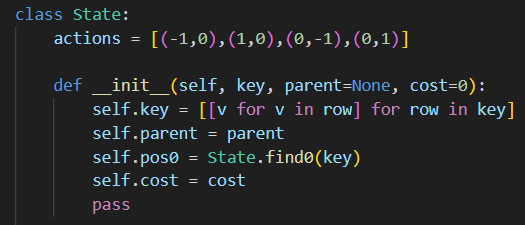 class State:
    actions = [(-1,0),(1,0),(0,-1),(0,1)]
    def __init__(self, key, parent=None, cost=0):
        self.key = [[v for v in row] for row in key]
        self.parent = parent
        self.pos0 = State.find0(key)
        self.cost = cost
        pass